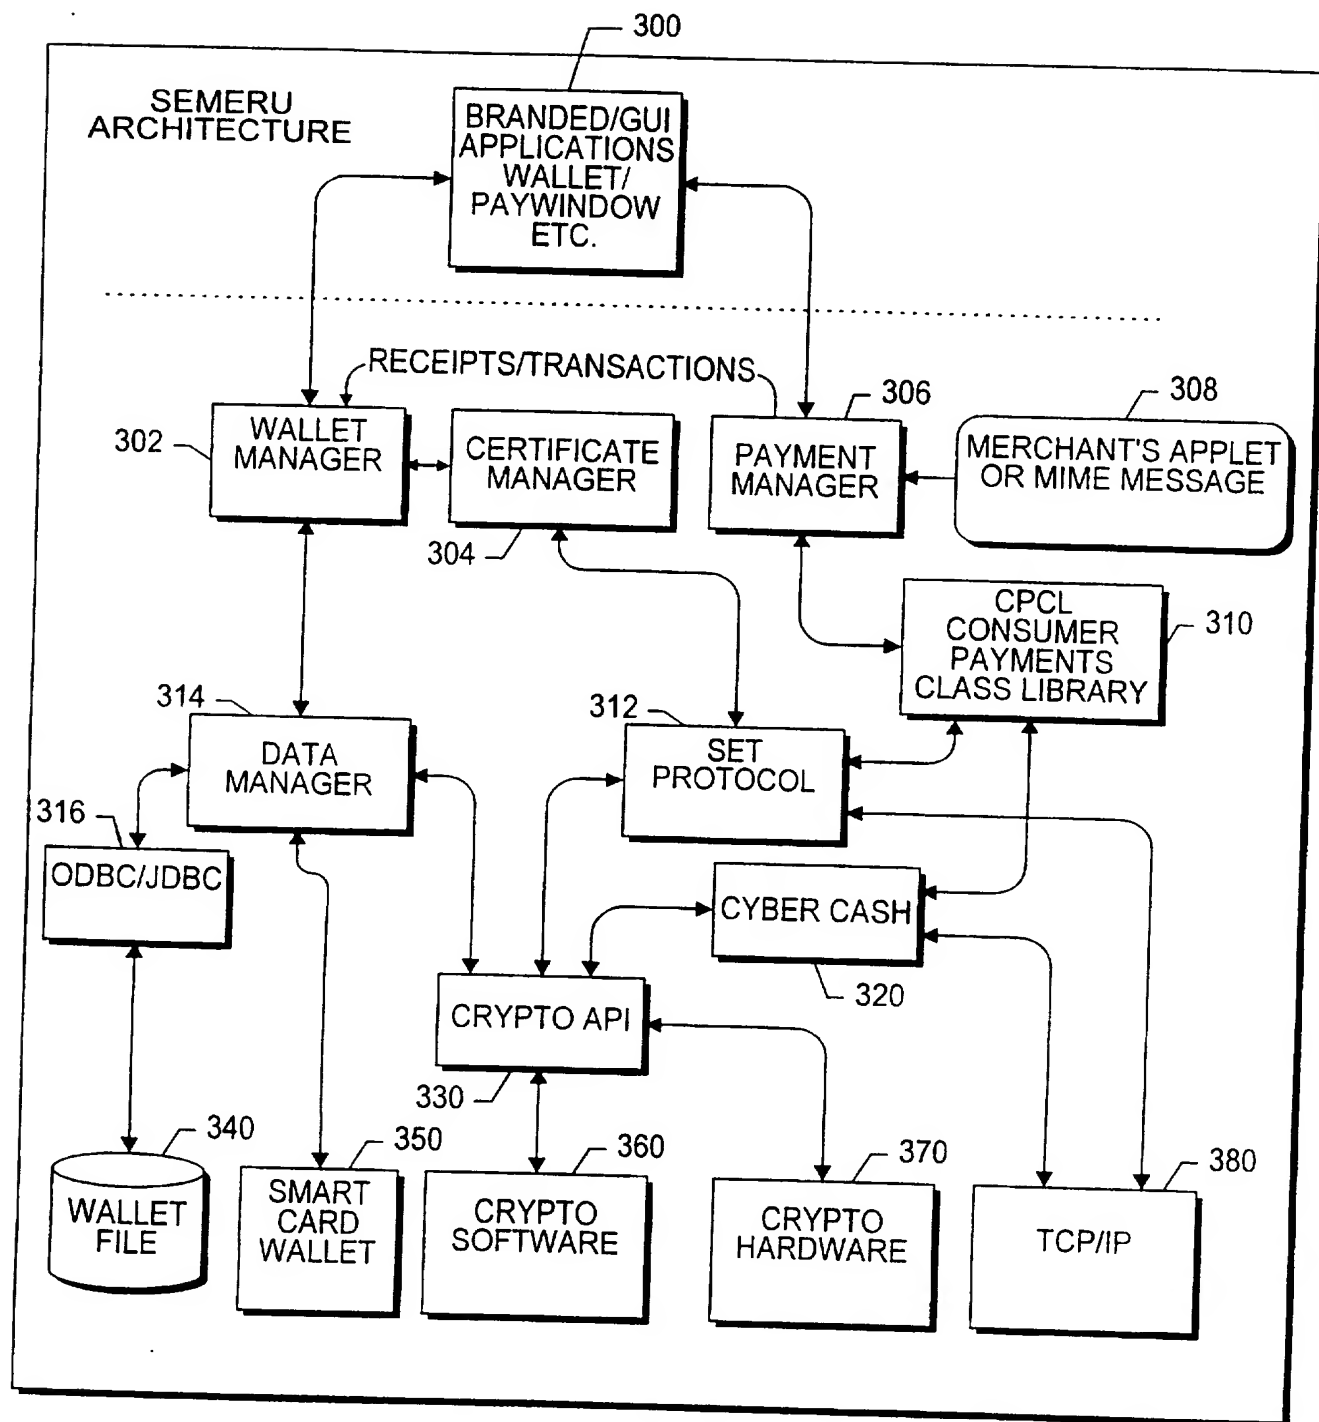 300
SEMERU
ARCHITECTURE
BRANDED/GUI
APPLICATIONS
WALLET/
PAYWINDOW
ETC.
RECEIPTS/TRANSACTIONS
302
WALLET
MANAGER
CERTIFICATE
MANAGER
304
306
PAYMENT
MANAGER
308
MERCHANT'S APPLET
OR MIME MESSAGE
CPCL
CONSUMER
PAYMENTS
CLASS LIBRARY
310
314
DATA
MANAGER
312
SET
PROTOCOL
316
ODBC/JDBC
CYBER CASH
320
CRYPTO API
330
340
WALLET
FILE
350
SMART
CARD
WALLET
360
CRYPTO
SOFTWARE
370
CRYPTO
HARDWARE
380
TCP/IP